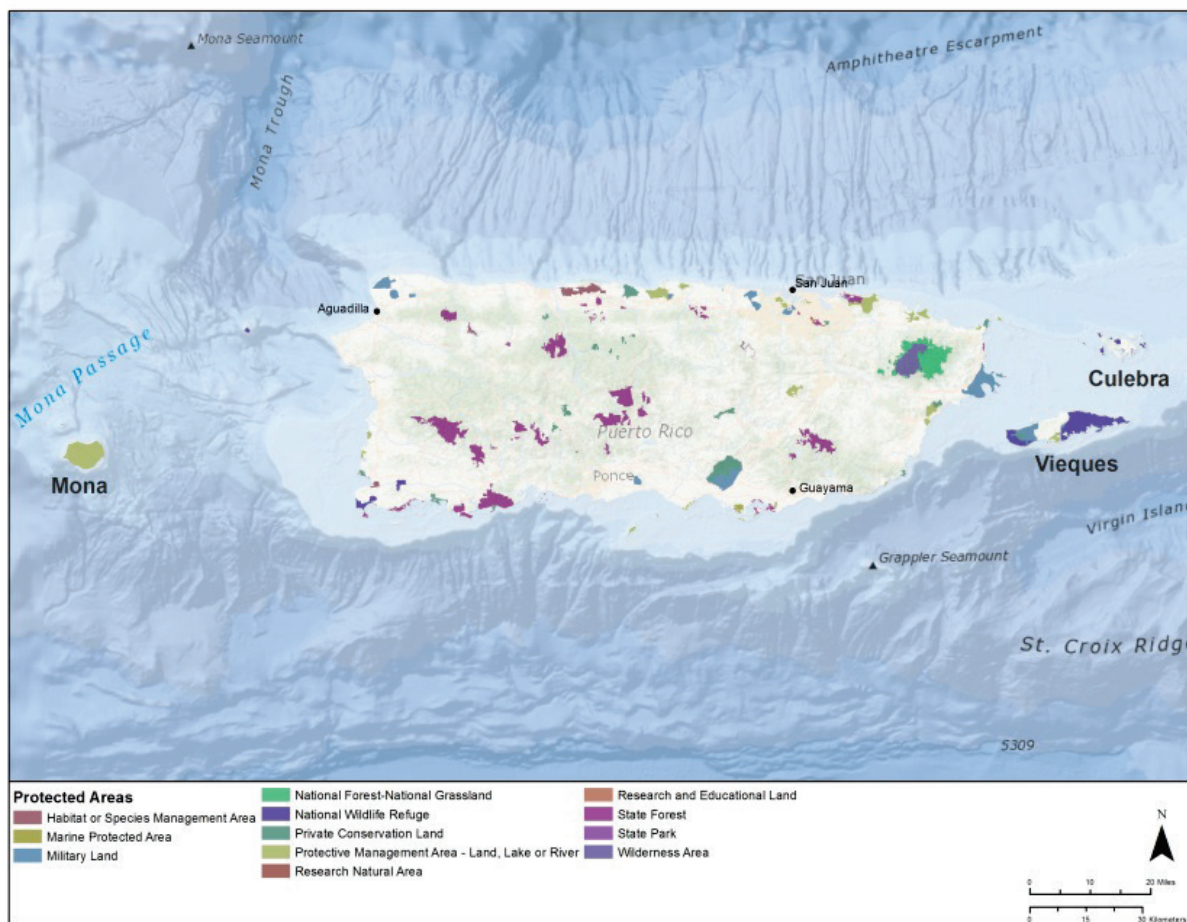 Mona Seamount
Amphitheatre Escarpment
Mona Trough
San Juan
San Juan
Aguadilla
Mona Passage
Culebra
Puerto Rico
Mona
Vieques
Ponce
Guayama
Virgin Island
Grappler Seamount
St. Croix Ridge
5309
Protected Areas
Habitat or Species Management Area
Marine Protected Area
Military Land
National Forest-National Grassland
National Wildlife Refuge
Private Conservation Land
Protective Management Area - Land, Lake or River
Research Natural Area
Research and Educational Land
State Forest
State Park
Wilderness Area
N
0 10 20 Miles
0 15 30 Kilometers